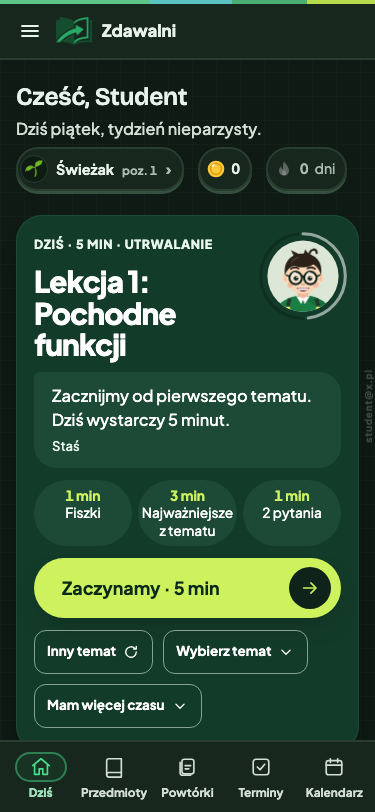 Zdawalni
Cześć, Student
Dziś piątek, tydzień nieparzysty.
Świeżak poz. 1 ›
0
0 dni
DZIŚ · 5 MIN · UTRWALANIE
Lekcja 1:
Pochodne
funkcji
Zacznijmy od pierwszego tematu.
Dziś wystarczy 5 minut.
Staś
1 min
Fiszki
3 min
Najważniejsze
z tematu
1 min
2 pytania
Zaczynamy · 5 min
Inny temat
Wybierz temat
Mam więcej czasu
student@x.pl
Dziś
Przedmioty
Powtórki
Terminy
Kalendarz